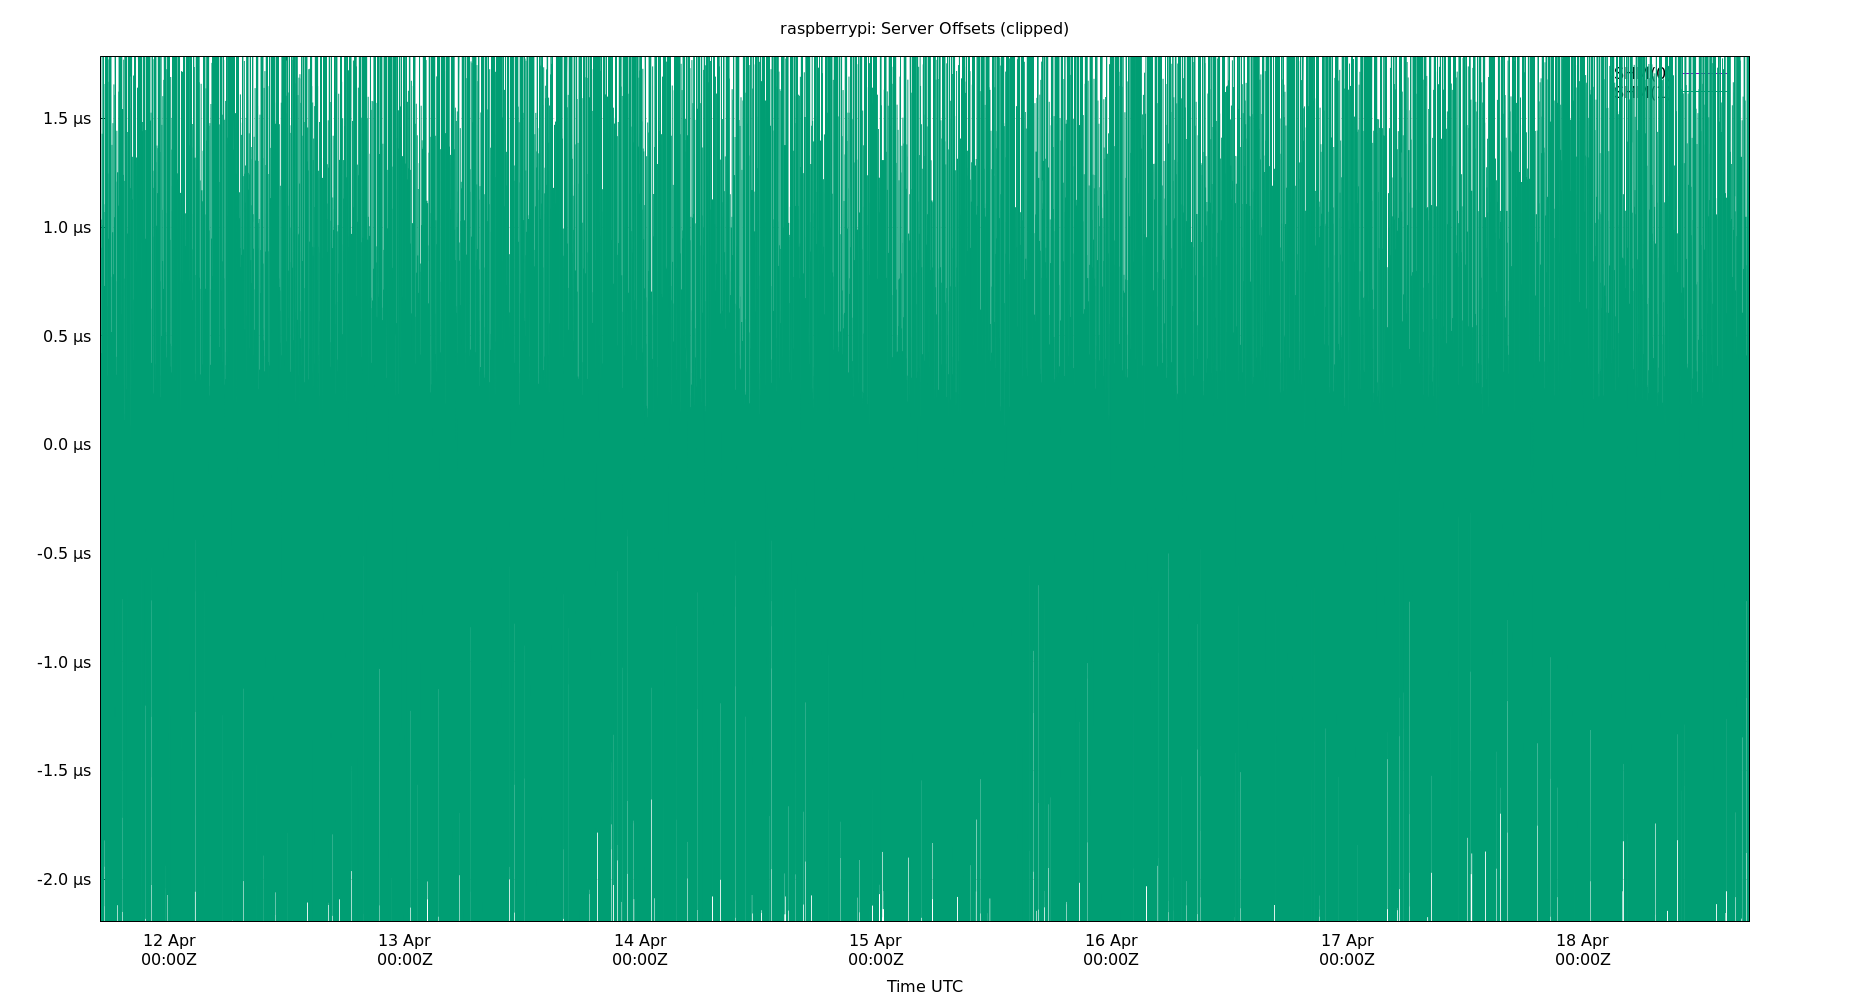 raspberrypi: Server Offsets (clipped)
SHM(0)
1.5 µs
1.0 µs
0.5 µs
0.0 µs
-0.5 µs
-1.0 µs
-1.5 µs
-2.0 µs
12 Apr 13 Apr 14 Apr 15 Apr 16 Apr 17 Apr 18 Apr
00:00Z 00:00Z 00:00Z 00:00Z 00:00Z 00:00Z 00:00Z
Time UTC